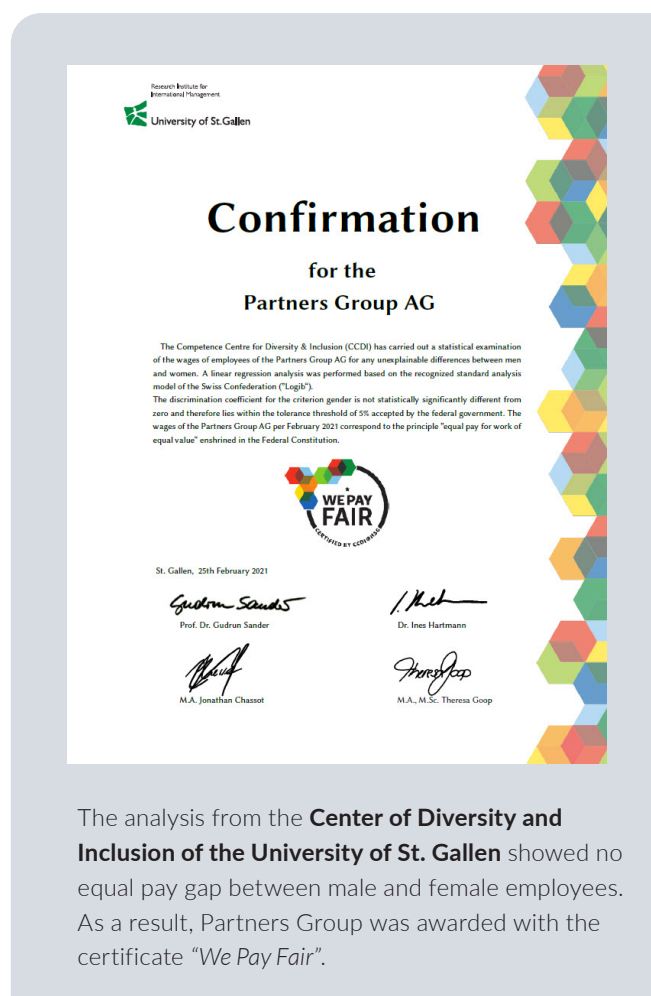 Research Institute for
International Management
University of St.Gallen
Confirmation
for the
Partners Group AG
The Competence Centre for Diversity & Inclusion (CCDI) has carried out a statistical examination
of the wages of employees of the Partners Group AG for any unexplainable differences between men
and women. A linear regression analysis was performed based on the recognized standard analysis
model of the Swiss Confederation ("Logib").
The discrimination coefficient for the criterion gender is not statistically significantly different from
zero and therefore lies within the tolerance threshold of 5% accepted by the federal government. The
wages of the Partners Group AG per February 2021 correspond to the principle "equal pay for work of
equal value" enshrined in the Federal Constitution.
WE PAY
FAIR
CERTIFIED BY CCDI@HSG
St. Gallen, 25th February 2021
Gudrun Sander
Prof. Dr. Gudrun Sander
Dr. Ines Hartmann
Theresa Goop
M.A. Jonathan Chassot
M.A., M.Sc. Theresa Goop
The analysis from the Center of Diversity and
Inclusion of the University of St. Gallen showed no
equal pay gap between male and female employees.
As a result, Partners Group was awarded with the
certificate “We Pay Fair”.